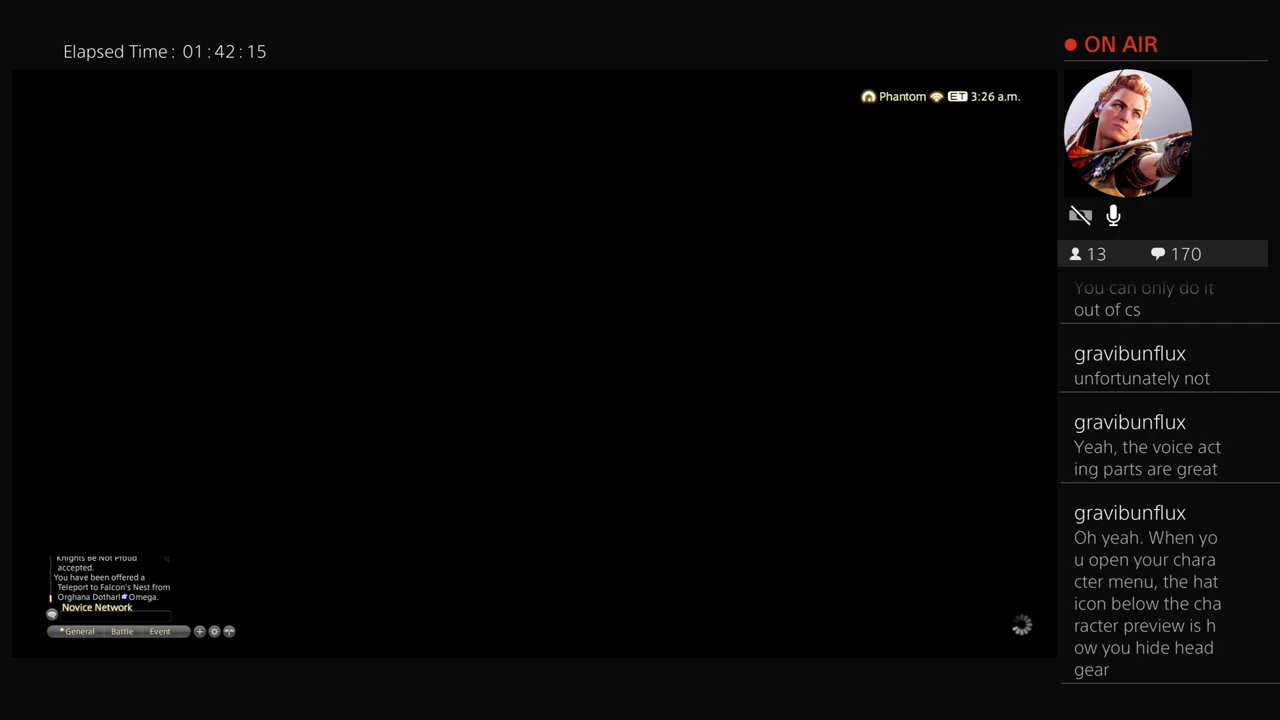 Elapsed Time: 01:42:15
ON AIR
Phantom ET 3:26 a.m.
13 170
You can only do it
out of cs
gravibunflux
unfortunately not
gravibunflux
Yeah, the voice act
ing parts are great
gravibunflux
Oh yeah. When yo
u open your chara
cter menu, the hat
icon below the cha
racter preview is h
ow you hide head
gear
Knights Be Not Proud
accepted.
You have been offered a
Teleport to Falcon's Nest from
Orghana Dotharl Omega.
Novice Network
General Battle Event